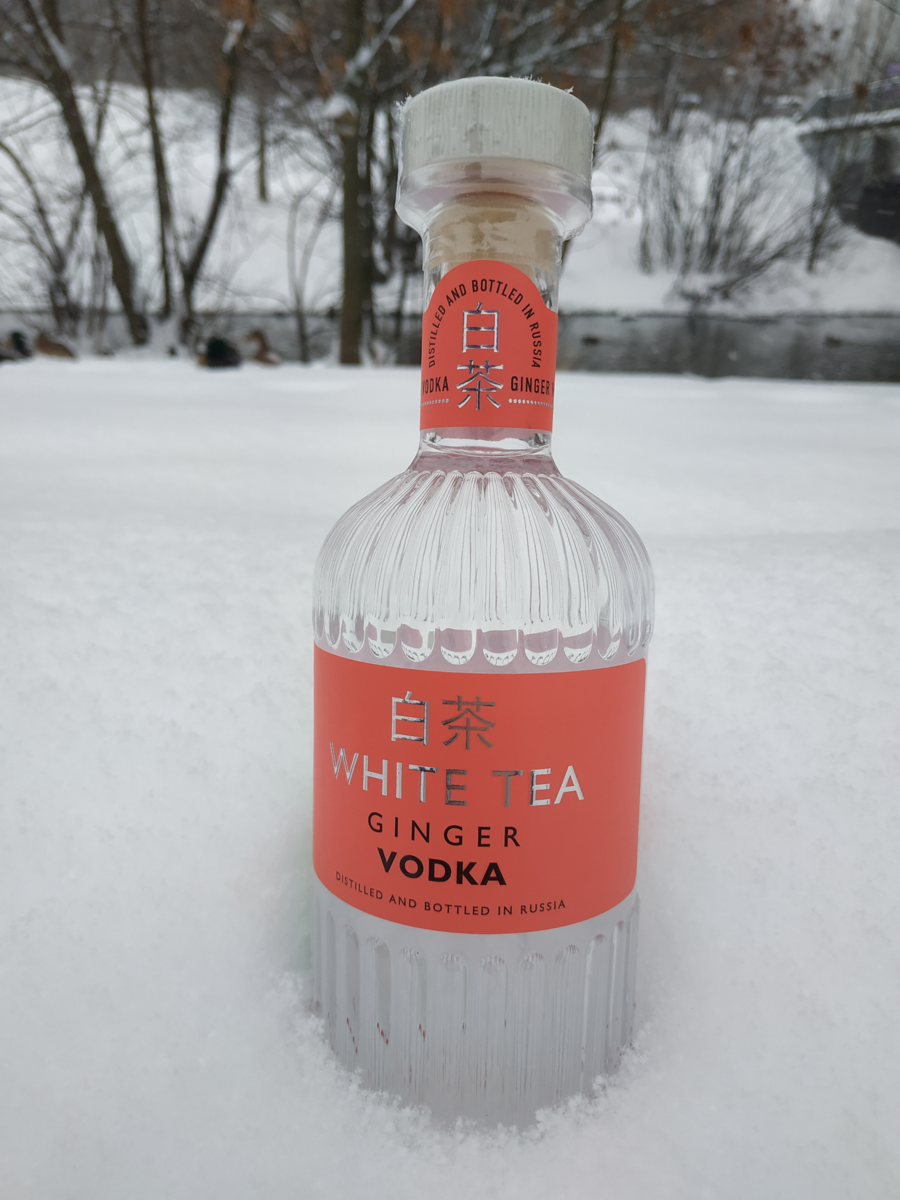 DISTILLED AND BOTTLED IN RUSSIA
白
茶
VODKA
GINGER
白茶
WHITE TEA
GINGER
VODKA
DISTILLED AND BOTTLED IN RUSSIA